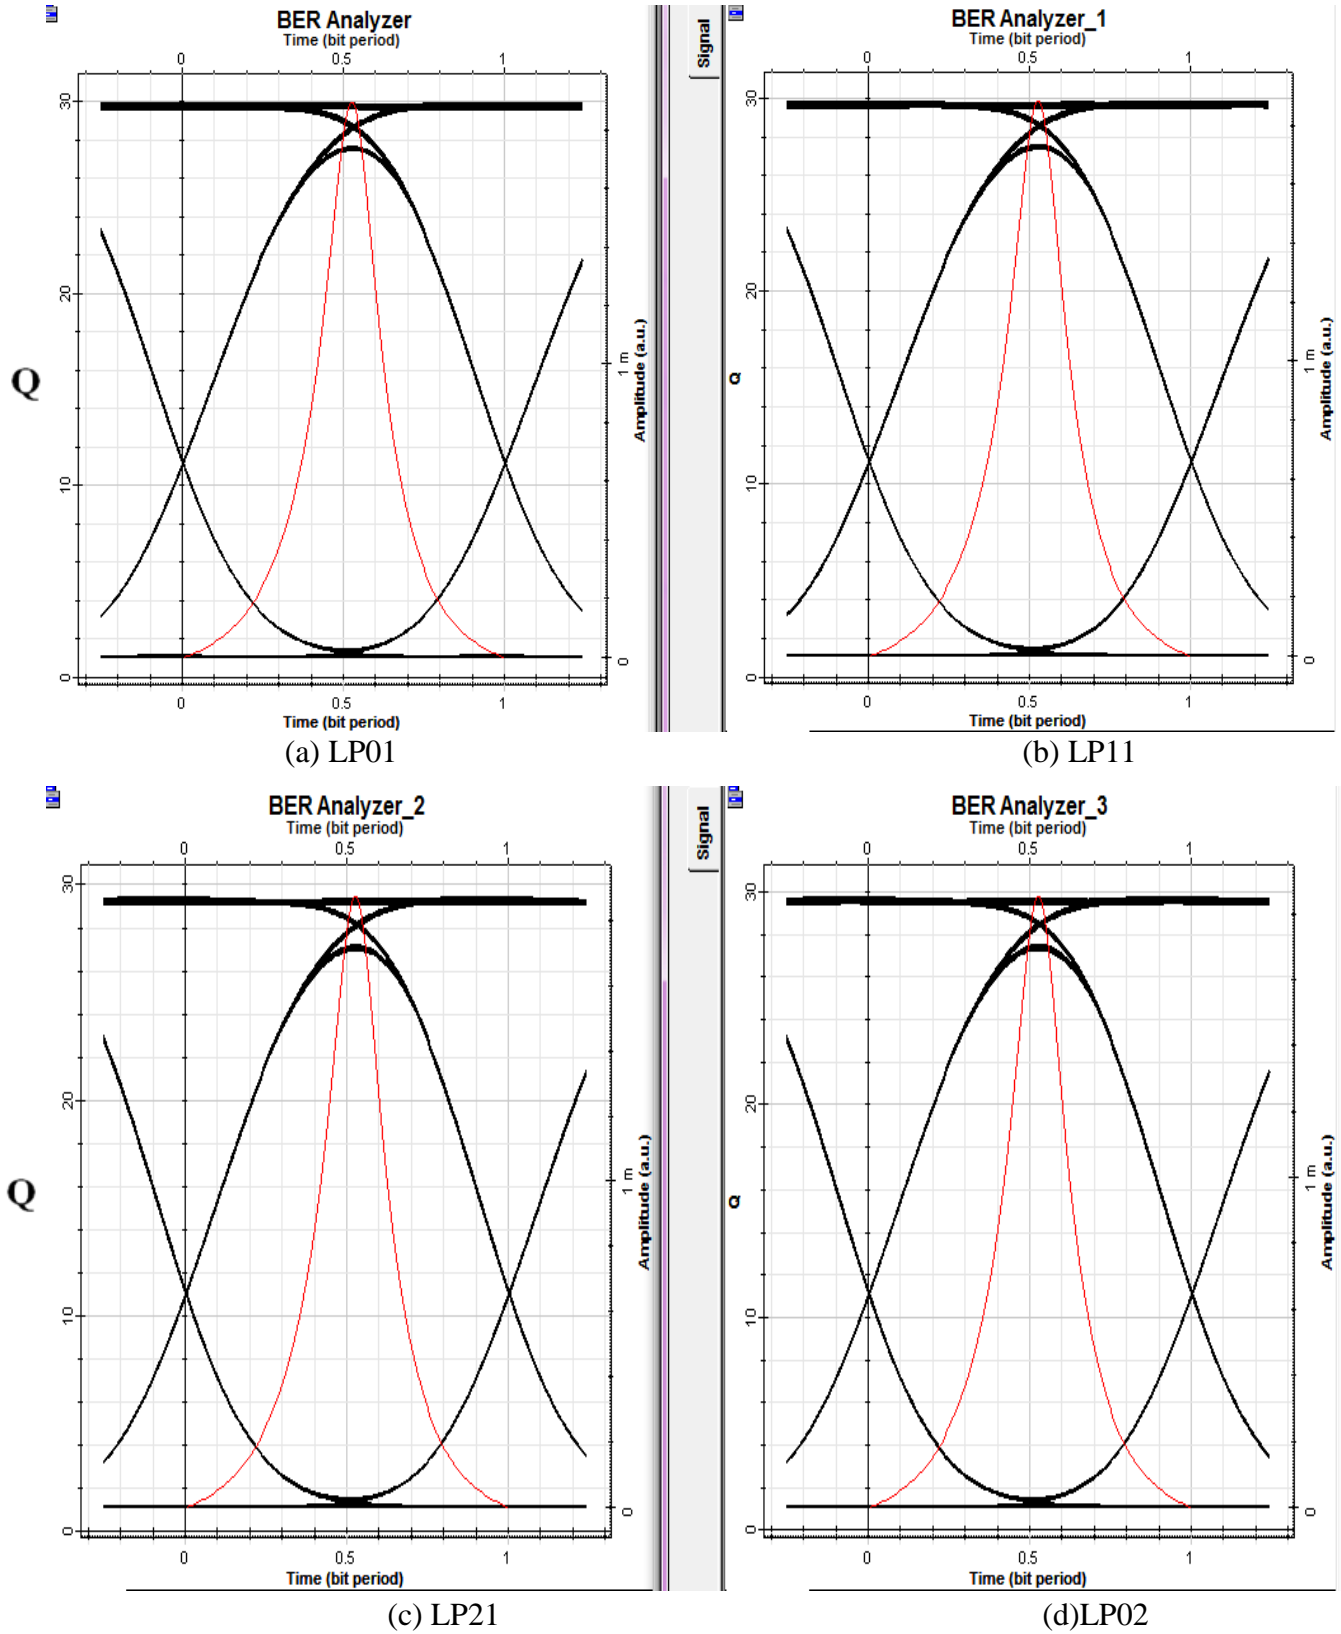 BER Analyzer
Time (bit period)
0 0.5 1
30
20
10
0
Q
1 m
0
Amplitude (a.u.)
0 0.5 1
Time (bit period)
(a) LP01
Signal
BER Analyzer_1
Time (bit period)
0 0.5 1
30
20
10
0
Q
1 m
0
Amplitude (a.u.)
0 0.5 1
Time (bit period)
(b) LP11
BER Analyzer_2
Time (bit period)
0 0.5 1
30
20
10
0
Q
1 m
0
Amplitude (a.u.)
0 0.5 1
Time (bit period)
(c) LP21
Signal
BER Analyzer_3
Time (bit period)
0 0.5 1
30
20
10
0
Q
1 m
0
Amplitude (a.u.)
0 0.5 1
Time (bit period)
(d)LP02